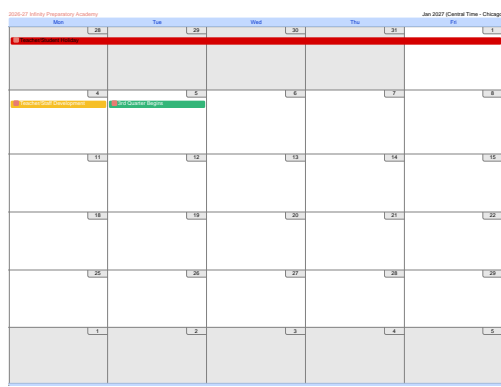 2026-27 Infinity Preparatory Academy
Jan 2027 (Central Time - Chicago
Mon Tue Wed Thu Fri
28 29 30 31 1
Teacher/Student Holiday
4 5 6 7 8
Teacher/Staff Development 3rd Quarter Begins
11 12 13 14 15
18 19 20 21 22
25 26 27 28 29
1 2 3 4 5